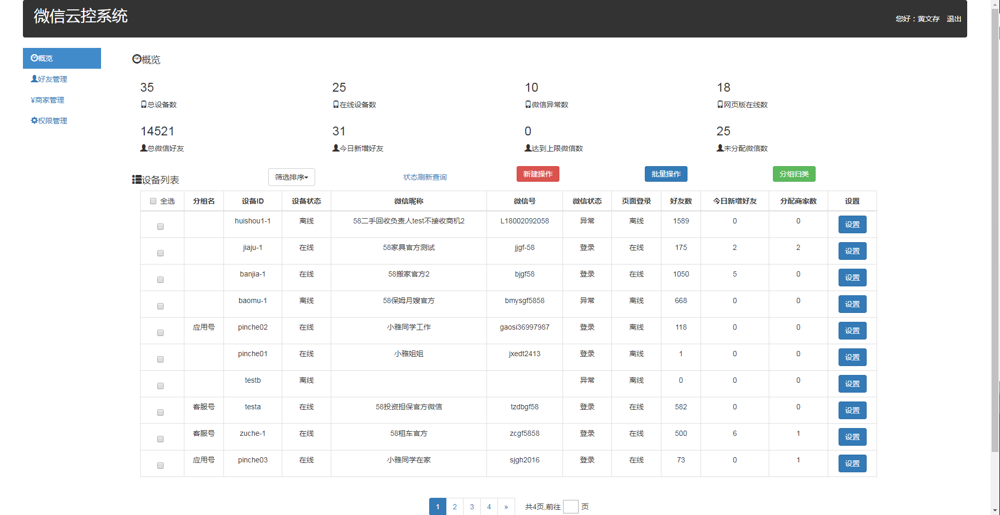 微信云控系统
您好：黄文存 退出
概览
好友管理
¥商家管理
权限管理
概览
35 25 10 18
总设备数 在线设备数 微信异常数 网页版在线数
14521 31 0 25
总微信好友 今日新增好友 达到上限微信数 未分配微信数
设备列表 筛选排序 状态刷新查询 新建操作 批量操作 分组归类
全选 分组名 设备ID 设备状态 微信昵称 微信号 微信状态 页面登录 好友数 今日新增好友 分配商家数 设置
huishou1-1 离线 58二手回收负责人test不接收商机2 L18002092058 异常 离线 1589 0 0 设置
jiaju-1 在线 58家具官方测试 jjgf-58 登录 在线 175 2 2 设置
banjia-1 在线 58搬家官方2 bjgf58 登录 在线 1050 5 0 设置
baomu-1 离线 58保姆月嫂官方 bmysgf5858 异常 离线 668 0 0 设置
应用号 pinche02 在线 小雅同学工作 gaosi36997987 登录 离线 118 0 0 设置
pinche01 在线 小雅姐姐 jxedt2413 登录 离线 1 0 0 设置
testb 离线 异常 离线 0 0 0 设置
客服号 testa 在线 58投资担保官方微信 tzdbgf58 登录 在线 582 0 0 设置
客服号 zuche-1 在线 58租车官方 zcgf5858 登录 在线 500 6 1 设置
应用号 pinche03 在线 小雅同学在家 sjgh2016 登录 在线 73 0 1 设置
1 2 3 4 » 共4页,前往 页